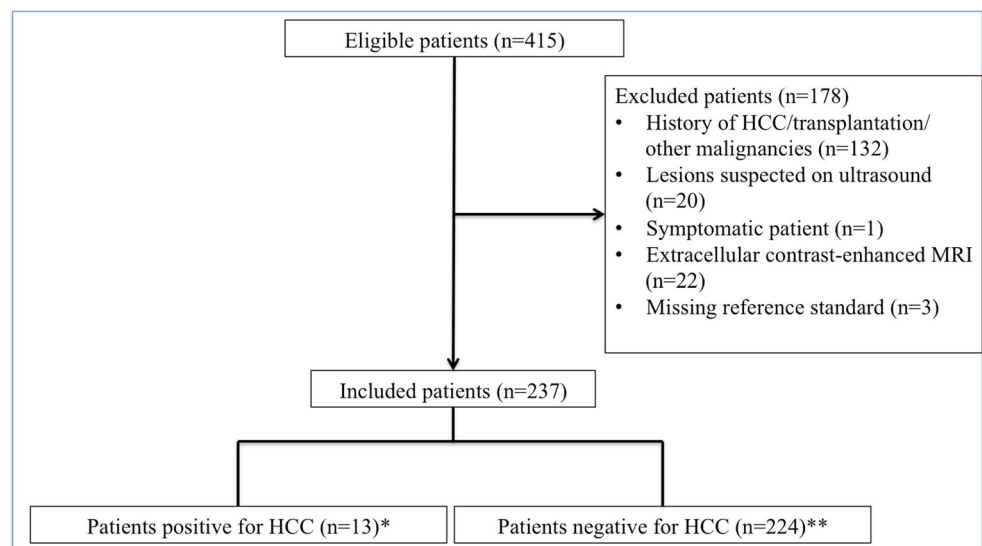 Eligible patients (n=415)
Excluded patients (n=178)
• History of HCC/transplantation/
other malignancies (n=132)
• Lesions suspected on ultrasound
(n=20)
• Symptomatic patient (n=1)
• Extracellular contrast-enhanced MRI
(n=22)
• Missing reference standard (n=3)
Included patients (n=237)
Patients positive for HCC (n=13)*
Patients negative for HCC (n=224)**